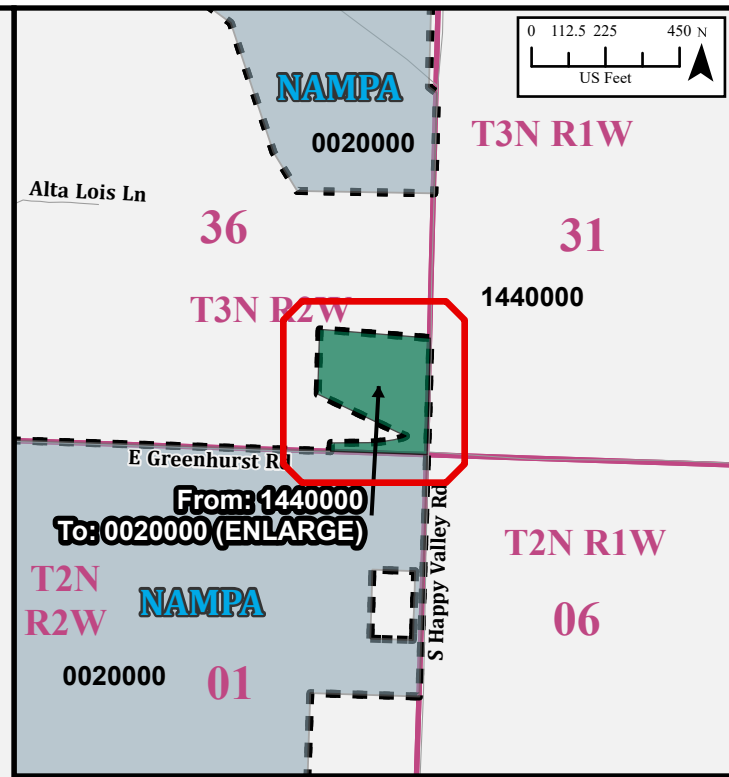 0 112.5 225 450 N
US Feet
NAMPA
0020000
T3N R1W
Alta Lois Ln
36
31
1440000
T3N R2W
E Greenhurst Rd
From: 1440000
To: 0020000 (ENLARGE)
S Happy Valley Rd
T2N R1W
T2N
R2W
NAMPA
06
0020000
01